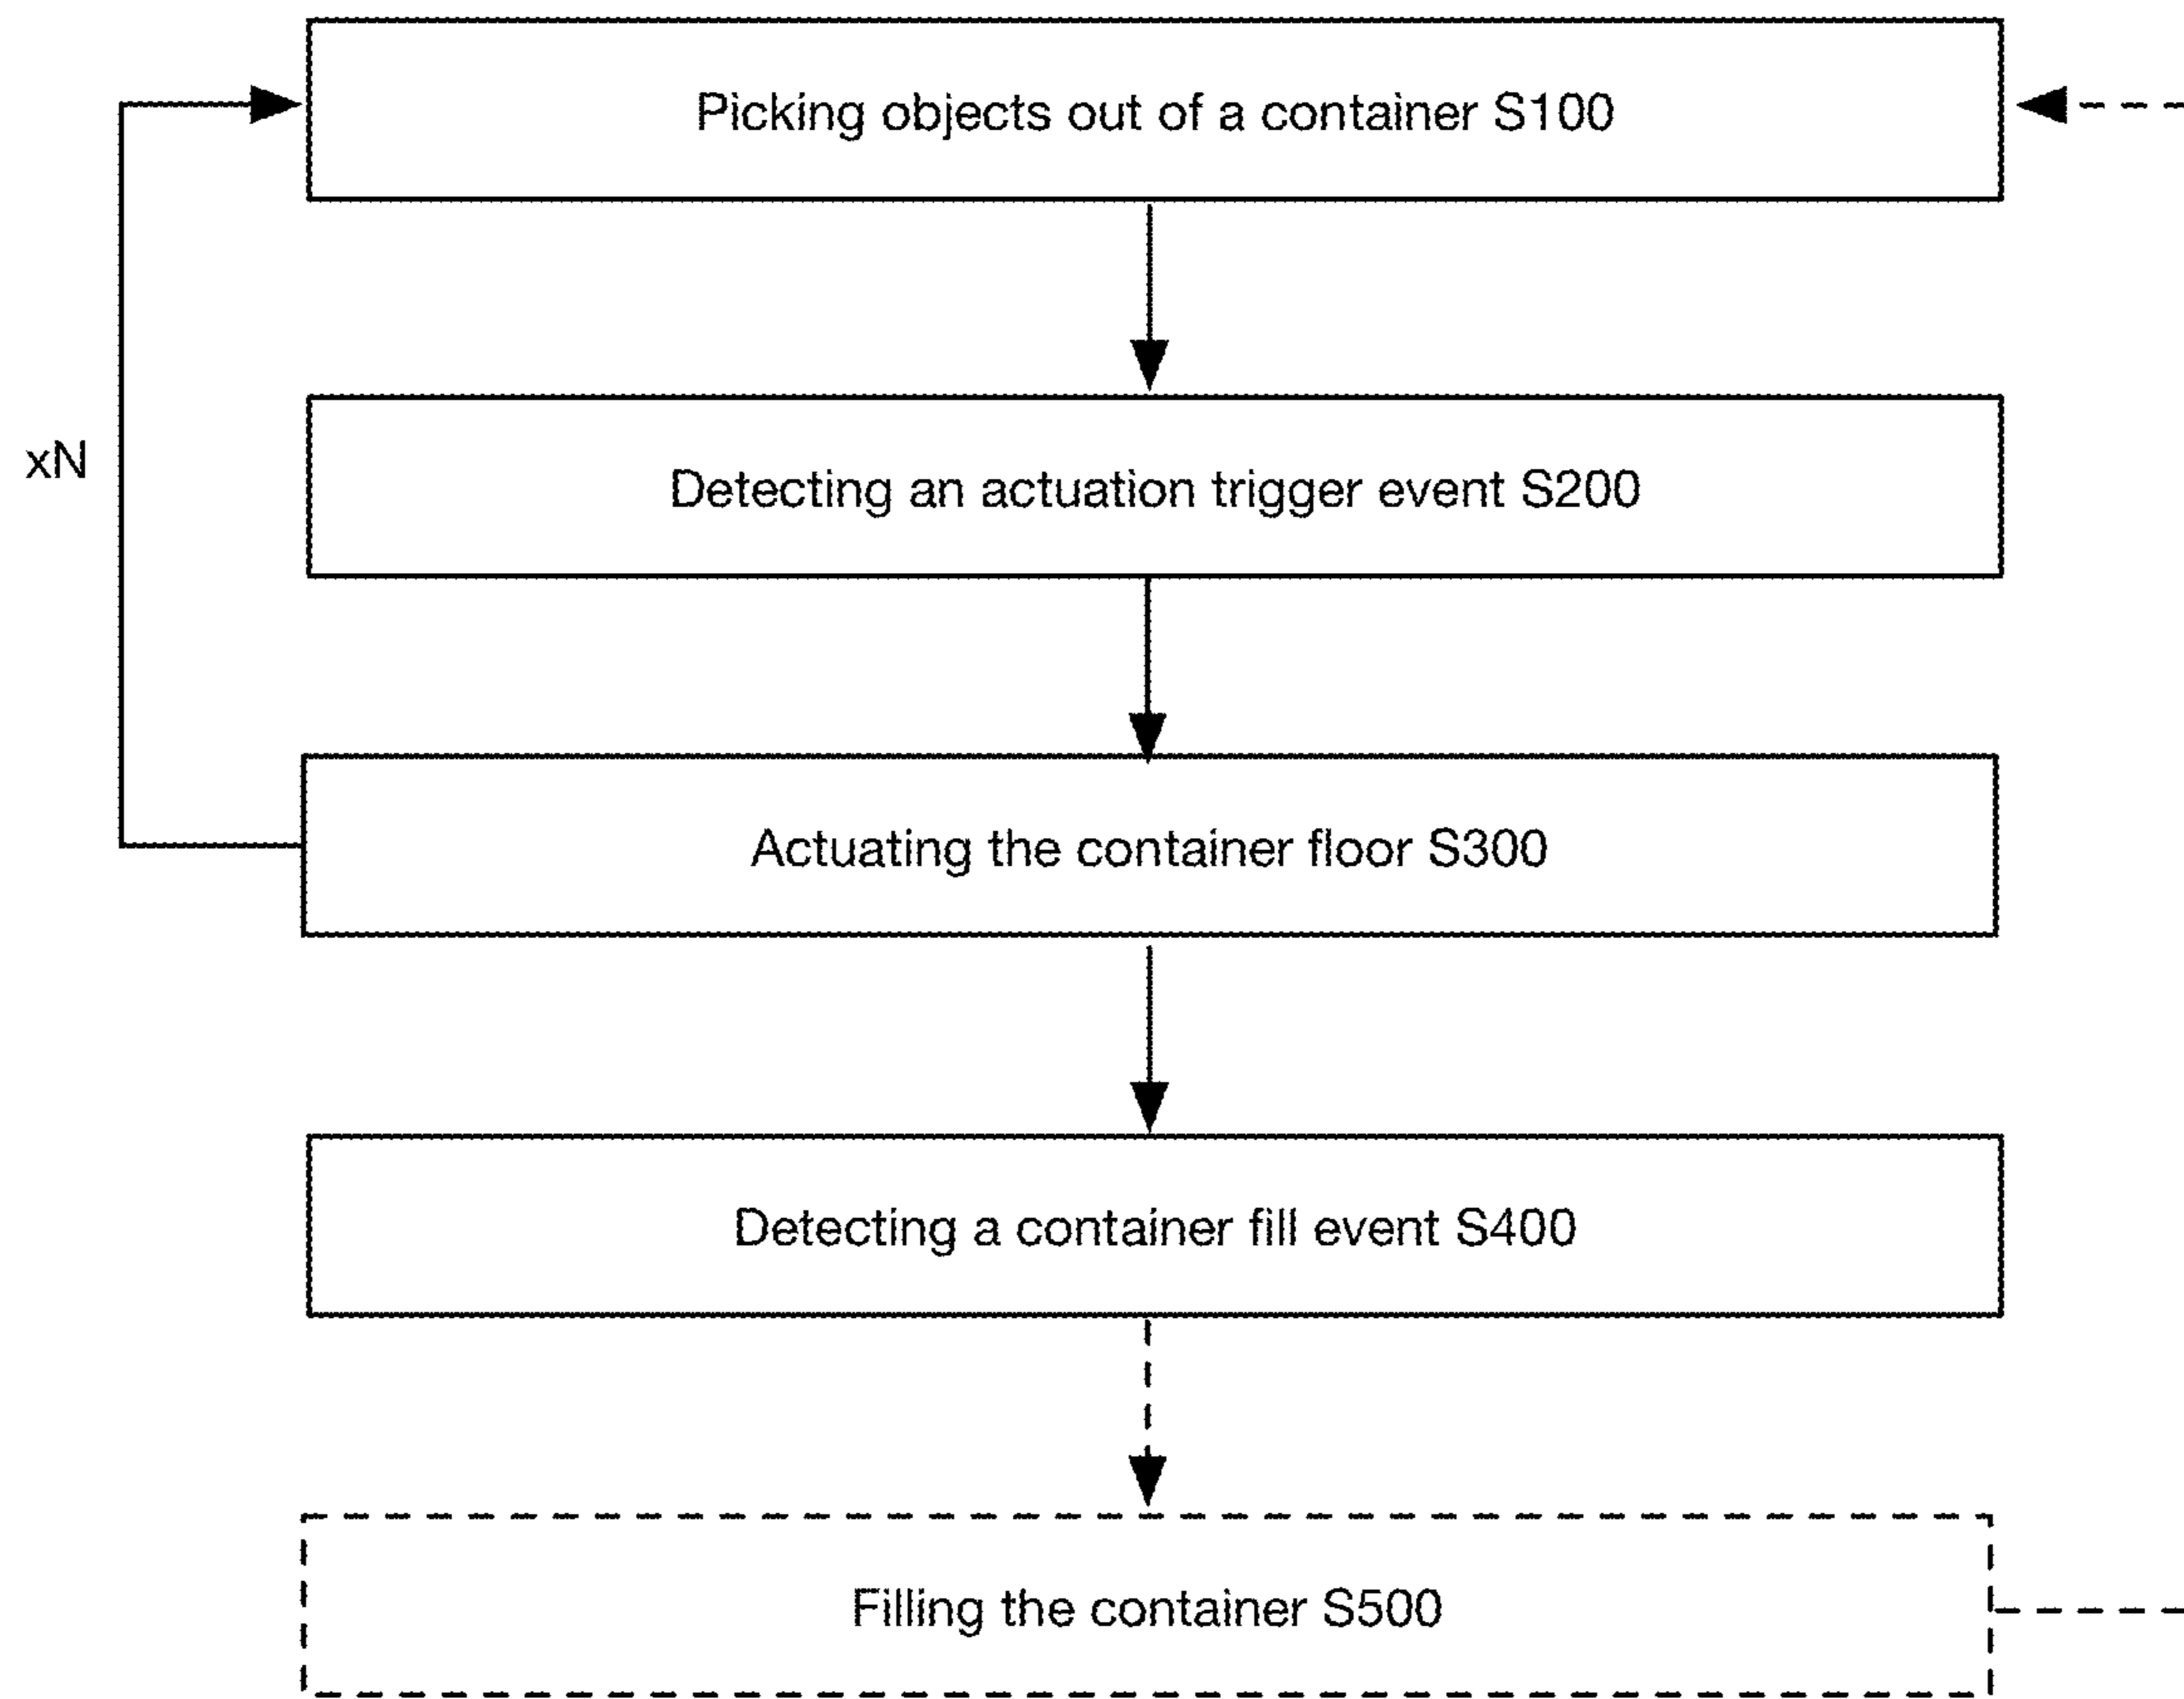 Picking objects out of a container S100
xN
Detecting an actuation trigger event S200
Actuating the container floor S300
Detecting a container fill event S400
Filling the container S500